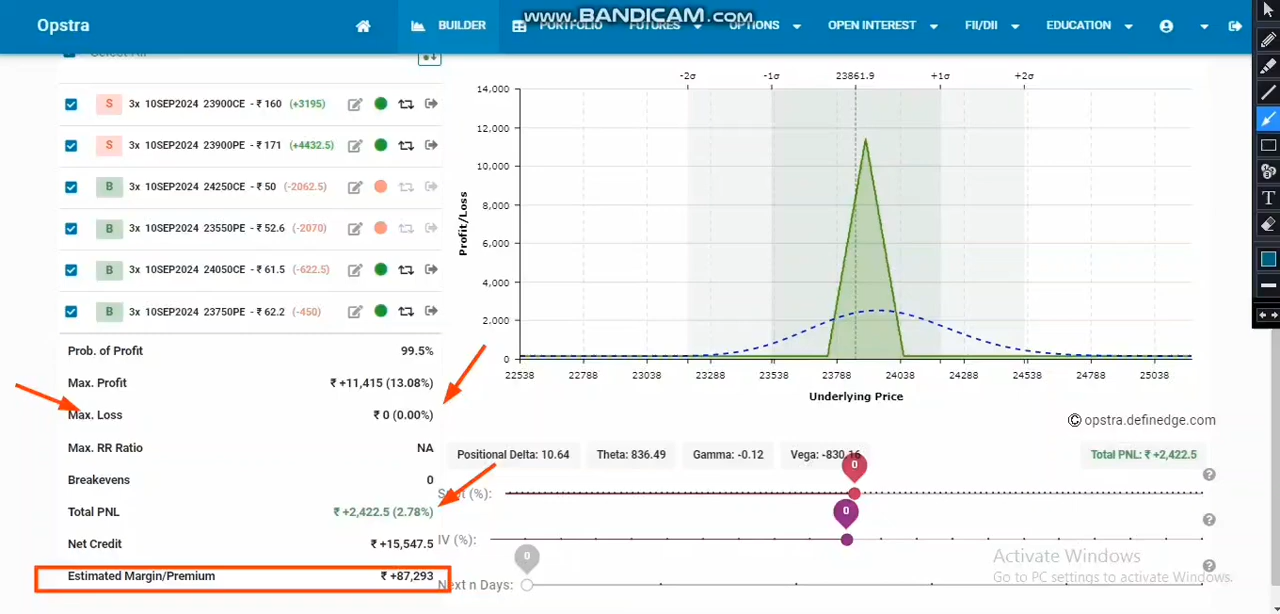 www.BANDICAM.com
Opstra BUILDER PORTFOLIO FUTURES OPTIONS OPEN INTEREST FII/DII EDUCATION
Select All
S 3x 10SEP2024 23900CE - ₹ 160 (+3195)
S 3x 10SEP2024 23900PE - ₹ 171 (+4432.5)
B 3x 10SEP2024 24250CE - ₹ 50 (-2062.5)
B 3x 10SEP2024 23550PE - ₹ 52.6 (-2070)
B 3x 10SEP2024 24050CE - ₹ 61.5 (-622.5)
B 3x 10SEP2024 23750PE - ₹ 62.2 (-450)
Prob. of Profit 99.5%
Max. Profit ₹ +11,415 (13.08%)
Max. Loss ₹ 0 (0.00%)
Max. RR Ratio NA
Breakevens 0
Total PNL ₹ +2,422.5 (2.78%)
Net Credit ₹ +15,547.5
Estimated Margin/Premium ₹ +87,293
-2σ -1σ 23861.9 +1σ +2σ
14,000
12,000
10,000
8,000
6,000
4,000
2,000
0
Profit/Loss
22538 22788 23038 23288 23538 23788 24038 24288 24538 24788 25038
Underlying Price
© opstra.definedge.com
Positional Delta: 10.64 Theta: 836.49 Gamma: -0.12 Vega: -830.16 Total PNL: ₹ +2,422.5
0
(%):
0
IV (%):
0
Next n Days:
Activate Windows
Go to PC settings to activate Windows.
T